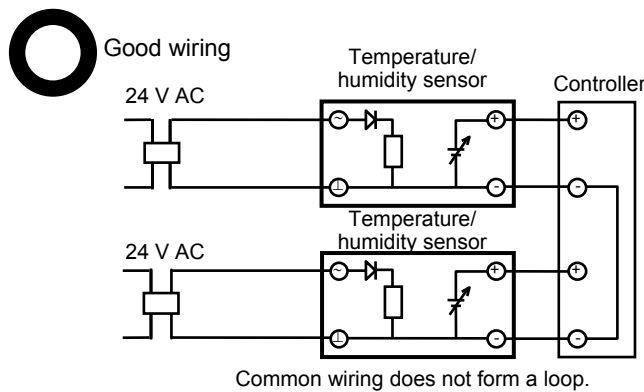 Good wiring
Temperature/
humidity sensor
Controller
24 V AC
~
+
+
⊥
-
-
Temperature/
humidity sensor
24 V AC
~
+
+
⊥
-
-
Common wiring does not form a loop.